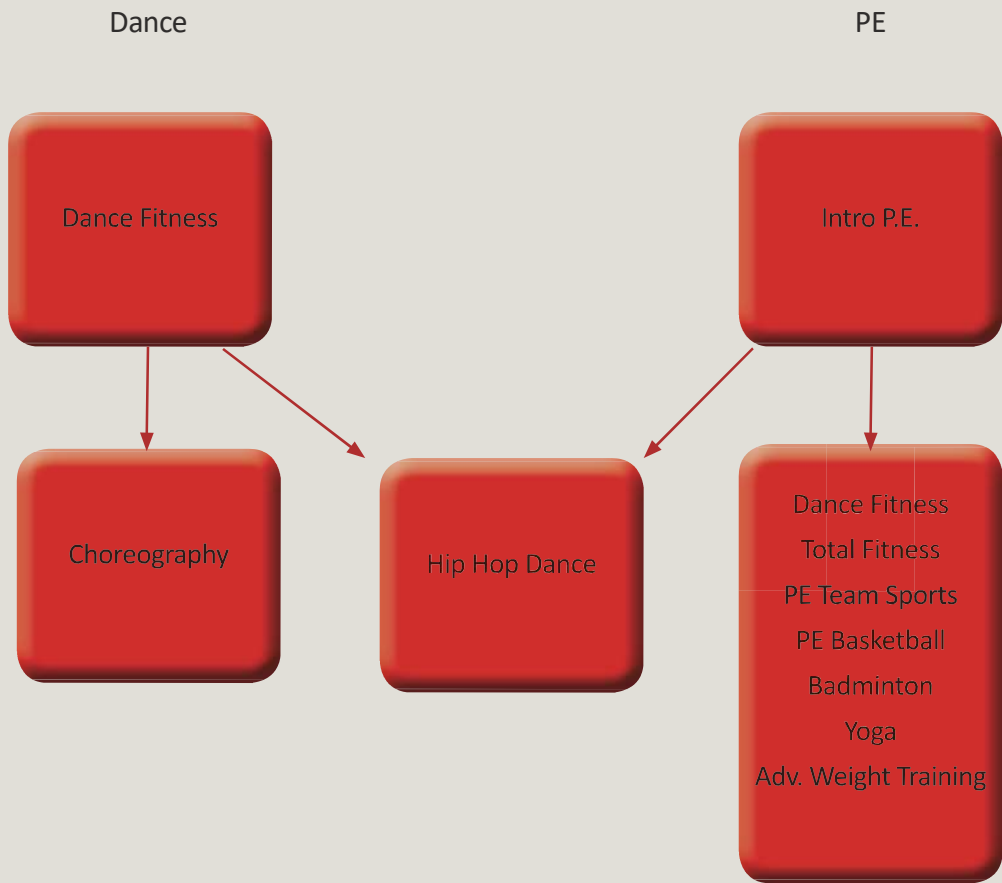 Dance
PE
Dance Fitness
Intro P.E.
Choreography
Hip Hop Dance
Dance Fitness
Total Fitness
PE Team Sports
PE Basketball
Badminton
Yoga
Adv. Weight Training